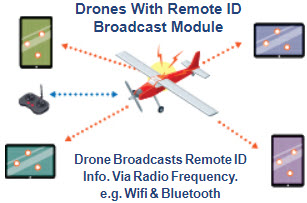 Drones With Remote ID
Broadcast Module
Drone Broadcasts Remote ID
Info. Via Radio Frequency.
e.g. Wifi & Bluetooth